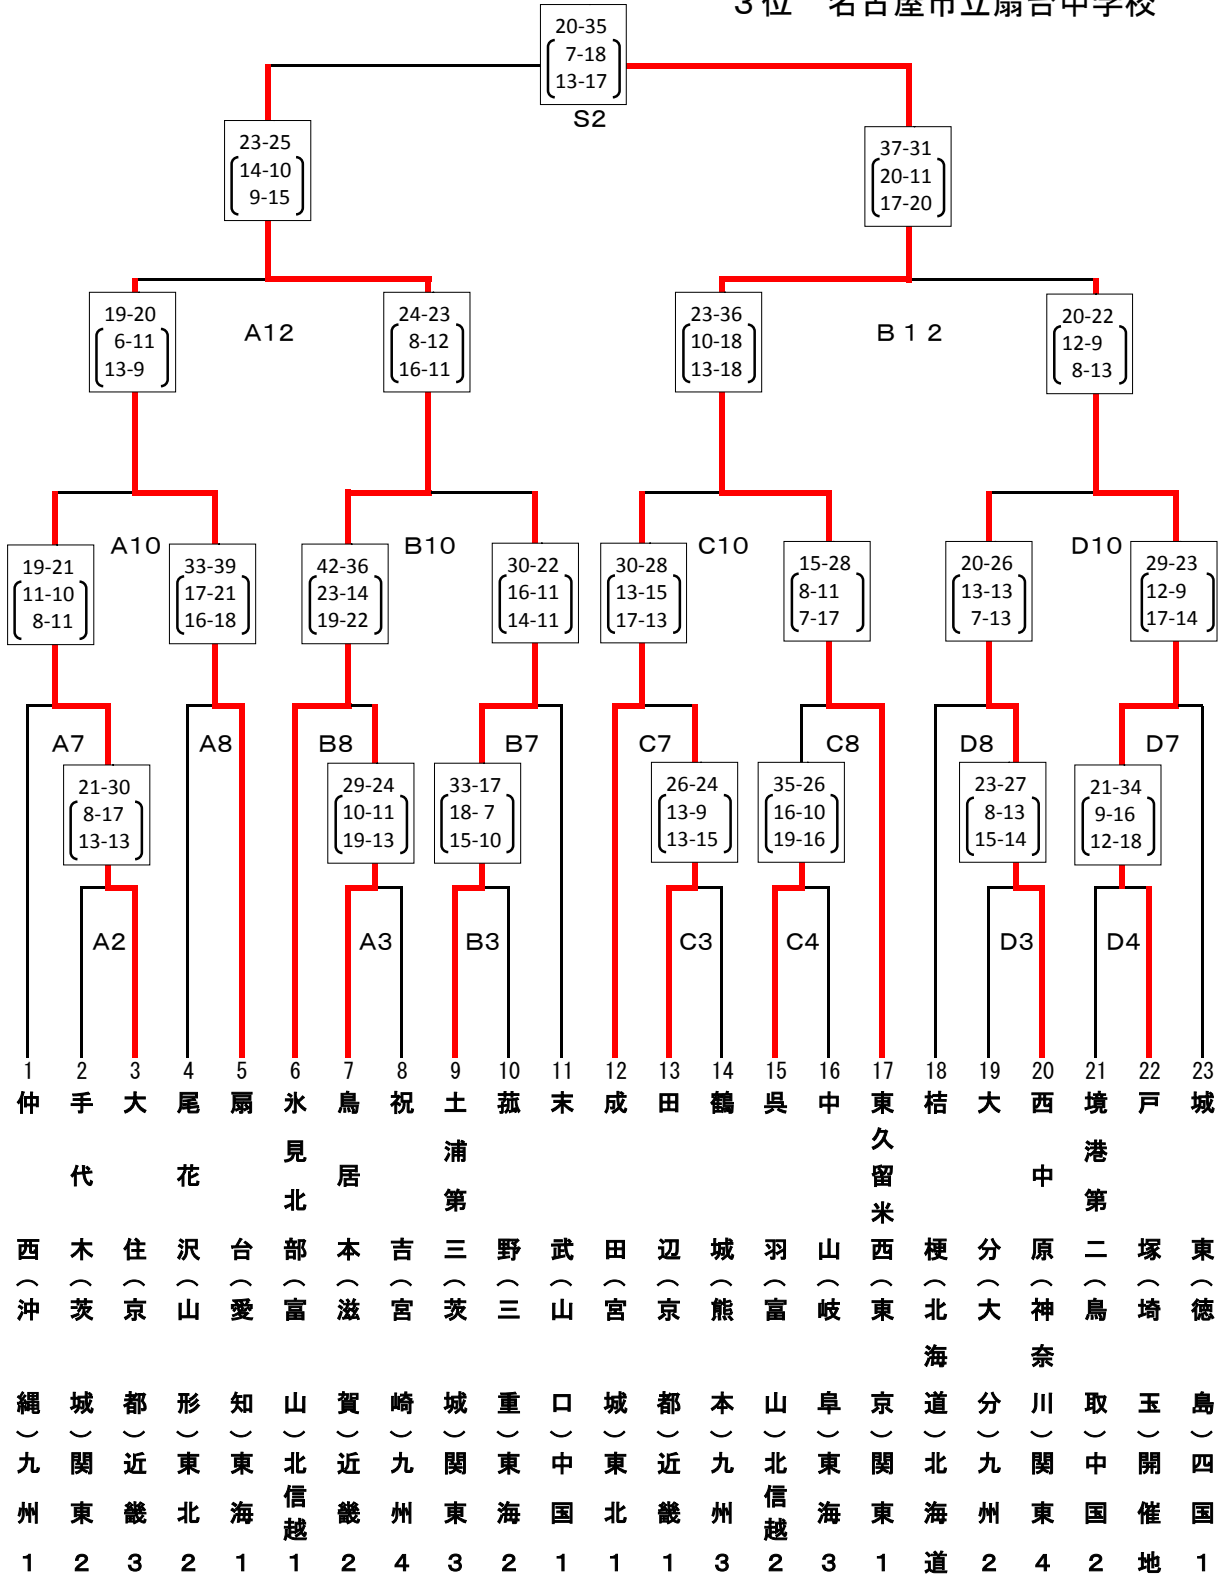 3位 名古屋市立扇台中学校
20-35
7-18
13-17
S2
23-25
14-10
9-15
37-31
20-11
17-20
19-20
6-11
13-9
A12
24-23
8-12
16-11
23-36
10-18
13-18
B12
20-22
12-9
8-13
19-21
11-10
8-11
A10
33-39
17-21
16-18
42-36
23-14
19-22
B10
30-22
16-11
14-11
30-28
13-15
17-13
C10
15-28
8-11
7-17
20-26
13-13
7-13
D10
29-23
12-9
17-14
A7
A8
B8
B7
C7
C8
D8
D7
21-30
8-17
13-13
29-24
10-11
19-13
33-17
18-7
15-10
26-24
13-9
13-15
35-26
16-10
19-16
23-27
8-13
15-14
21-34
9-16
12-18
A2
A3
B3
C3
C4
D3
D4
1 仲西(沖縄)九州1
2 手代木(茨城)関東2
3 大住(京都)近畿3
4 尾花沢(山形)東北2
5 扇台(愛知)東海1
6 氷見北部(富山)北信越1
7 鳥居本(滋賀)近畿2
8 祝吉(宮崎)九州4
9 土浦第三(茨城)関東3
10 菰野(三重)東海2
11 末武(山口)中国1
12 成田(宮城)東北1
13 田辺(京都)近畿1
14 鶴城(熊本)九州3
15 呉羽(富山)北信越2
16 中山(岐阜)東海3
17 東久留米西(東京)関東1
18 桔梗(北海道)北海道
19 大分(大分)九州2
20 西中原(神奈川)関東4
21 境港第二(鳥取)中国2
22 戸塚(埼玉)開催地
23 城東(徳島)四国1